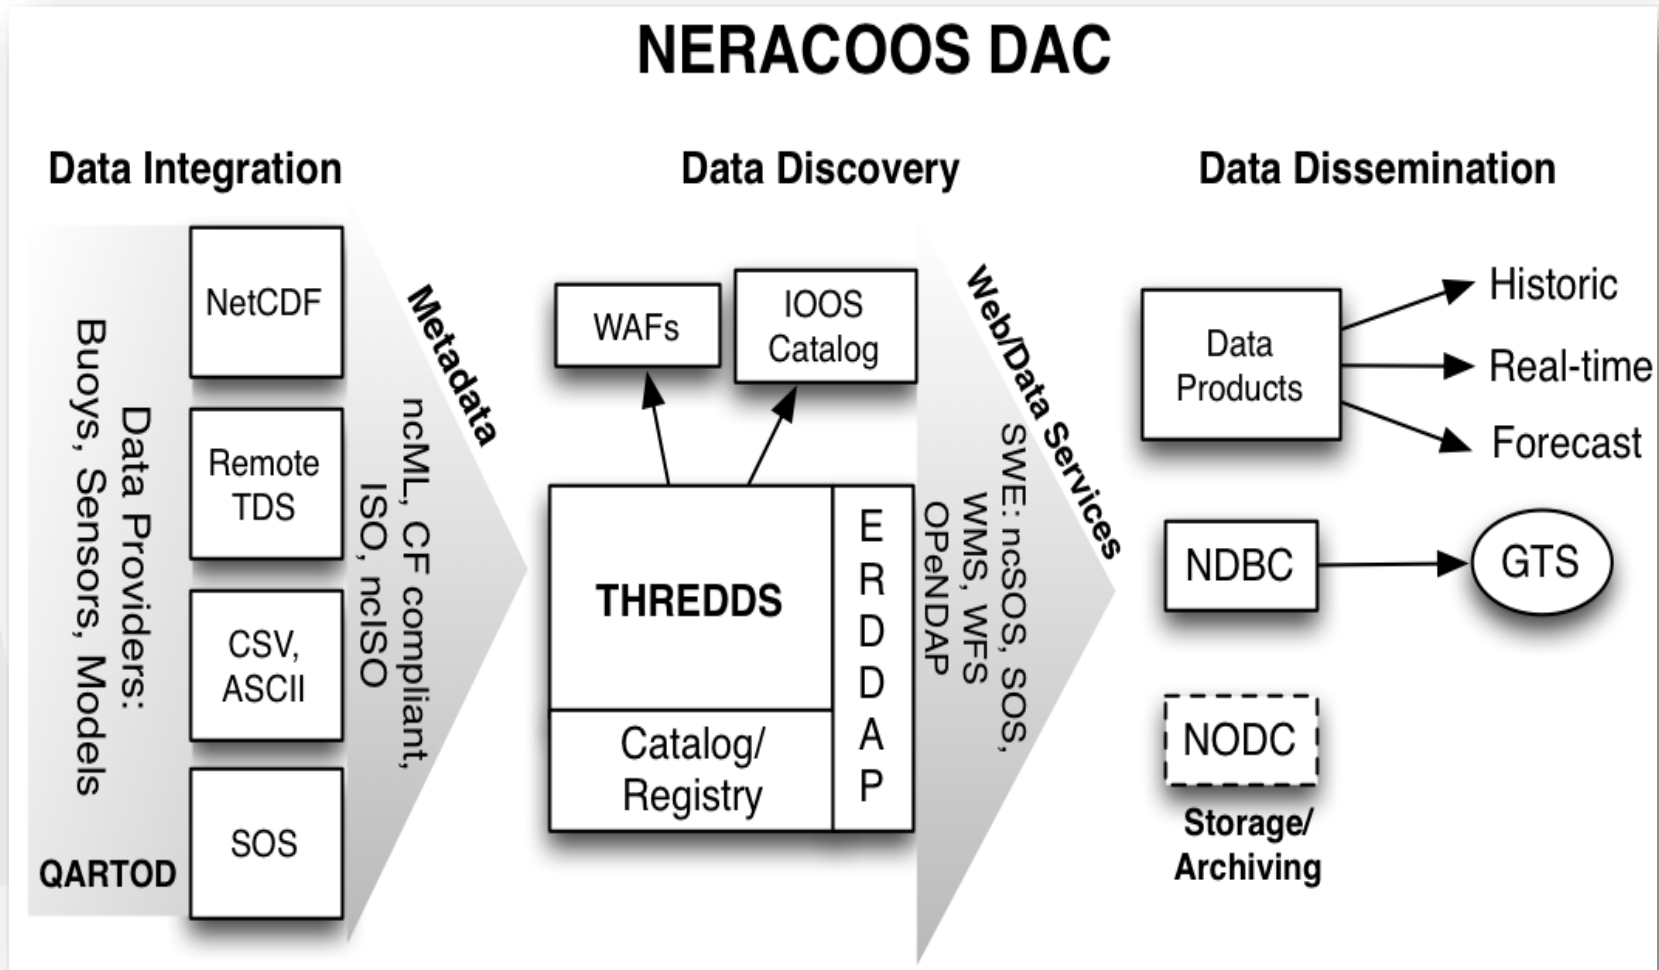 NERACOOS DAC
Data Integration
Data Providers:
Buoys, Sensors, Models
QARTOD
NetCDF
Remote
TDS
CSV,
ASCII
SOS
Metadata
ncML, CF compliant,
ISO, ncISO
Data Discovery
WAFs
IOOS
Catalog
THREDDS
Catalog/
Registry
ERDDAP
Web/Data Services
SWE: ncSOS, SOS,
WMS, WFS
OPeNDAP
Data Dissemination
Data
Products
Historic
Real-time
Forecast
NDBC
GTS
NODC
Storage/
Archiving